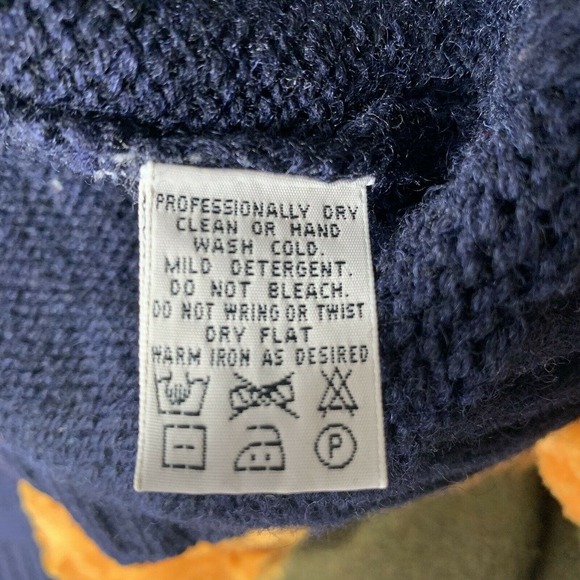 PROFESSIONALLY DRY
CLEAN OR HAND
WASH COLD.
MILD DETERGENT.
DO NOT BLEACH.
DO NOT WRING OR TWIST
DRY FLAT
WARM IRON AS DESIRED
P